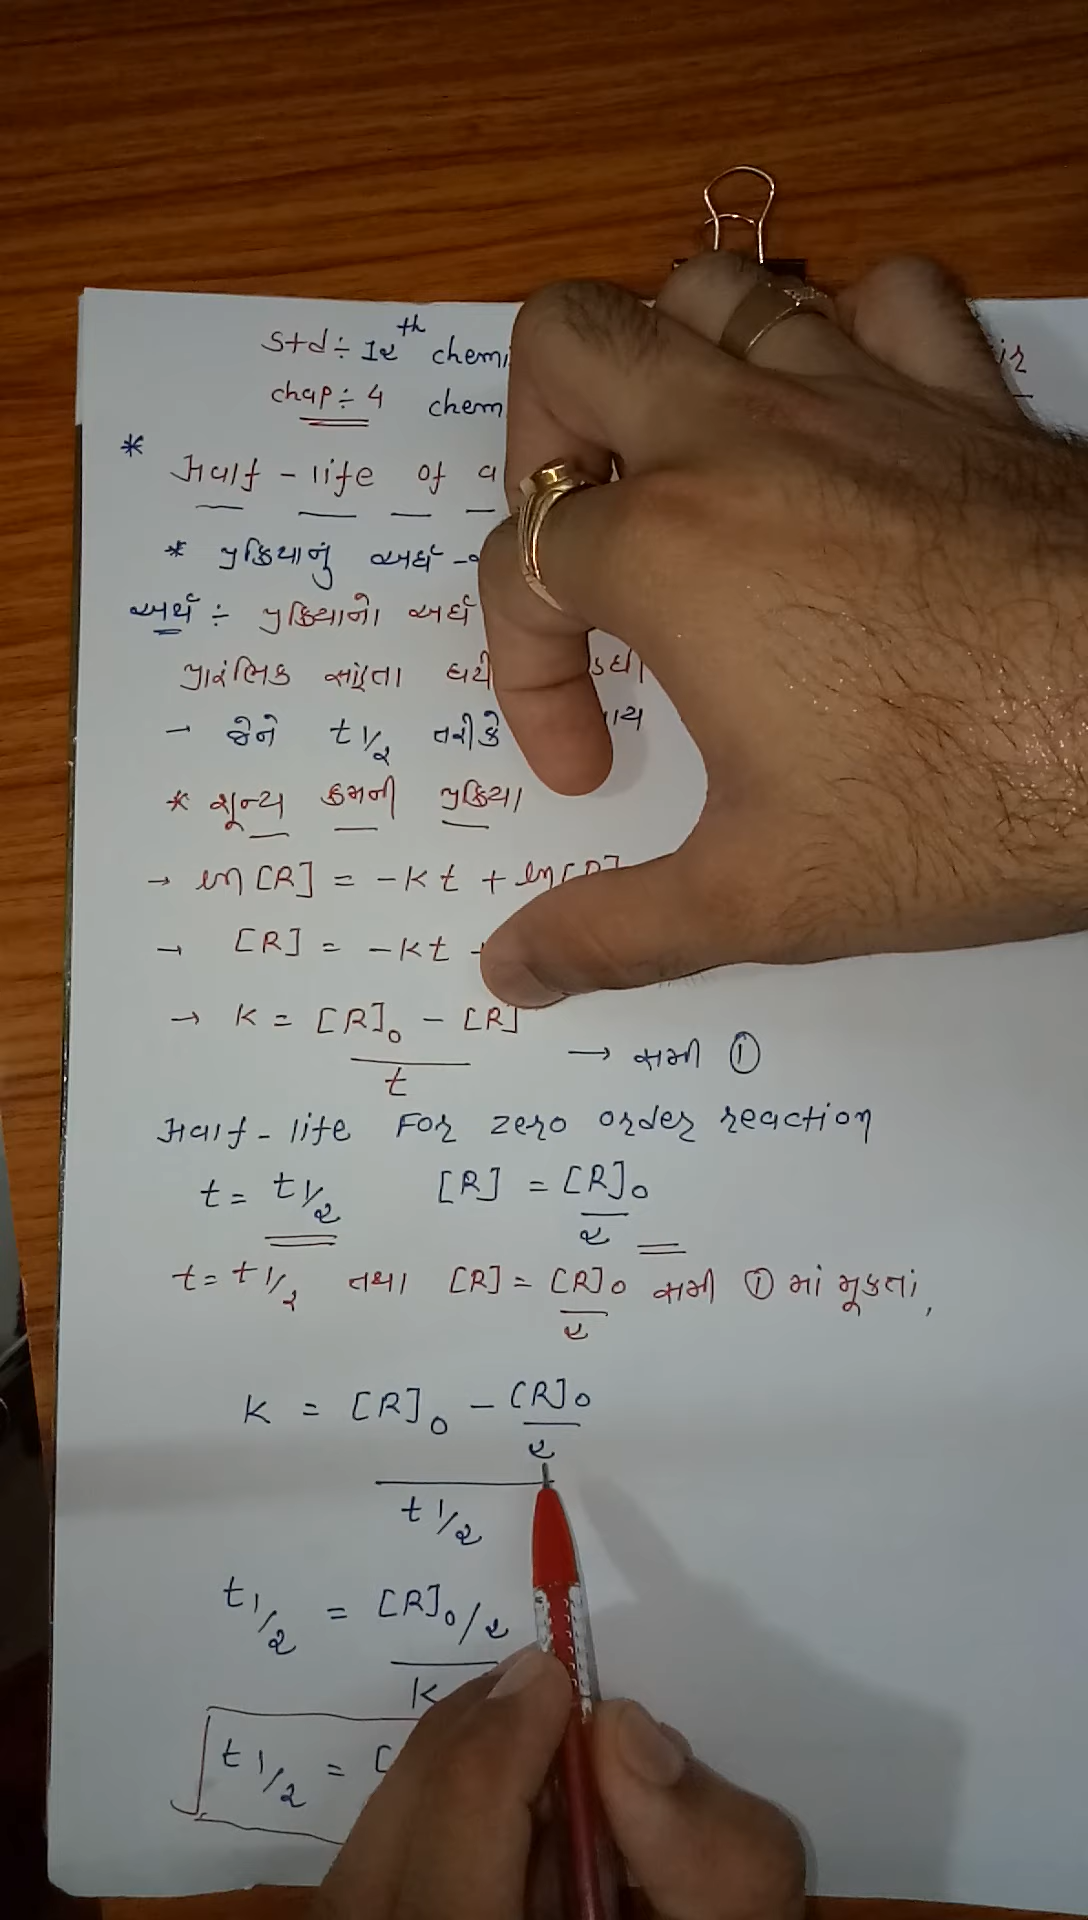 Std ÷ 12th chemi
chap ÷ 4 chem
* Half - life of a
* પ્રક્રિયાનું અર્ધ -
અર્થ ÷ પ્રક્રિયાનો અર્ધ
પ્રારંભિક સાંદ્રતા ઘટી
→ જેને t1/2 તરીકે
* શૂન્ય ક્રમની પ્રક્રિયા
→ ln [R] = -kt + ln [R]
→ [R] = -kt +
→ k = [R]₀ - [R]
t
→ સમી ①
Half - life For zero order reaction
t = t1/2 [R] = [R]₀
2
t = t1/2 તથા [R] = [R]₀ સમી ① માં મૂકતાં,
2
k = [R]₀ - [R]₀
2
t1/2
t1/2 = [R]₀/2
k
t1/2 = [